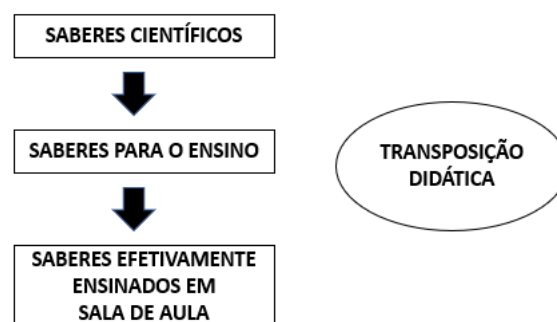 SABERES CIENTÍFICOS
SABERES PARA O ENSINO
TRANSPOSIÇÃO
DIDÁTICA
SABERES EFETIVAMENTE
ENSINADOS EM
SALA DE AULA